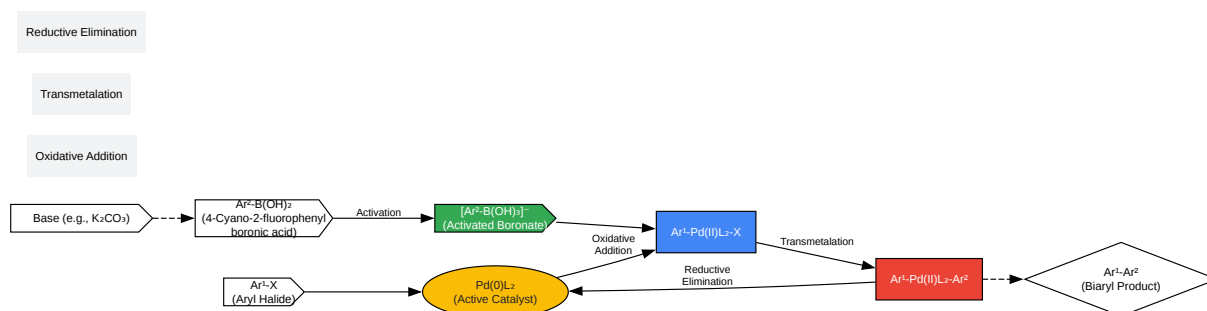 Reductive Elimination
Transmetalation
Oxidative Addition
Base (e.g., K₂CO₃)
Ar²-B(OH)₂
(4-Cyano-2-fluorophenyl
boronic acid)
Activation
[Ar²-B(OH)₃]⁻
(Activated Boronate)
Ar¹-X
(Aryl Halide)
Pd(0)L₂
(Active Catalyst)
Oxidative
Addition
Ar¹-Pd(II)L₂-X
Transmetalation
Reductive
Elimination
Ar¹-Pd(II)L₂-Ar²
Ar¹-Ar²
(Biaryl Product)